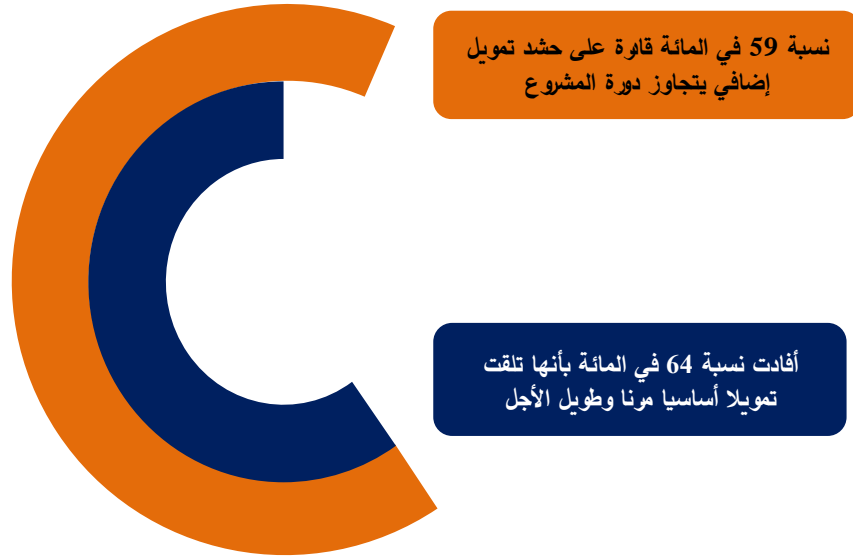 نسبة 59 في المائة قادرة على حشد تمويل
إضافي يتجاوز دورة المشروع
أفادت نسبة 64 في المائة بأنها تلقت
تمويلا أساسيا مرنا وطويل الأجل